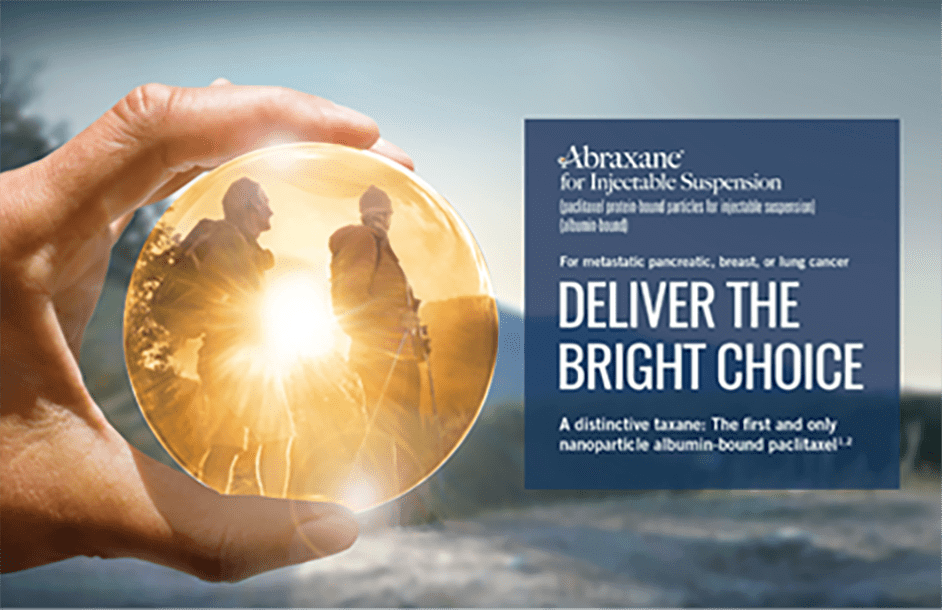 Abraxane®
for Injectable Suspension
(paclitaxel protein-bound particles for injectable suspension)
(albumin-bound)
For metastatic pancreatic, breast, or lung cancer
DELIVER THE
BRIGHT CHOICE
A distinctive taxane: The first and only
nanoparticle albumin-bound paclitaxel¹,²